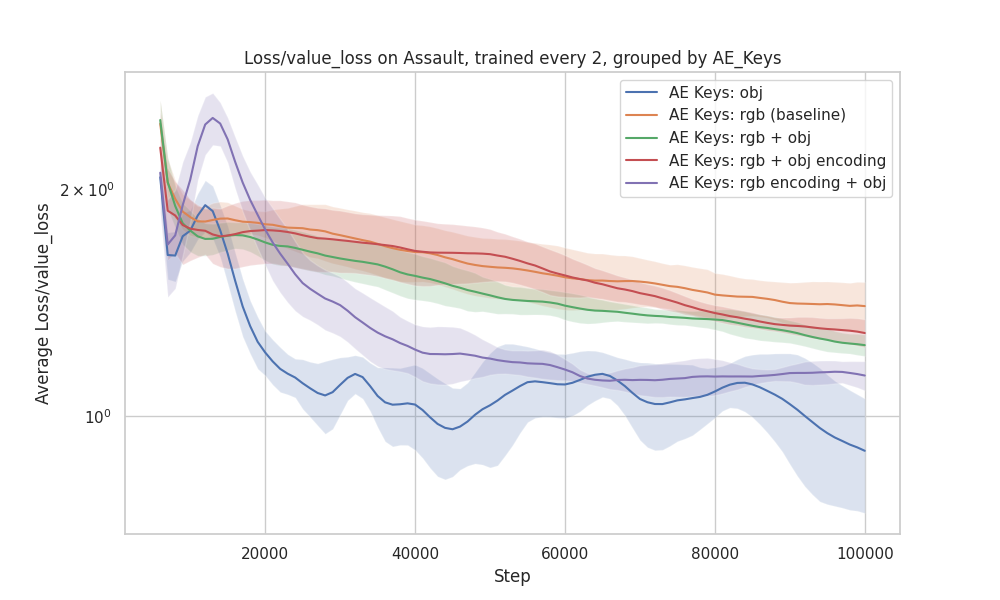 Loss/value_loss on Assault, trained every 2, grouped by AE_Keys
AE Keys: obj
AE Keys: rgb (baseline)
AE Keys: rgb + obj
AE Keys: rgb + obj encoding
AE Keys: rgb encoding + obj
Average Loss/value_loss
2 × 10⁰
10⁰
20000 40000 60000 80000 100000
Step